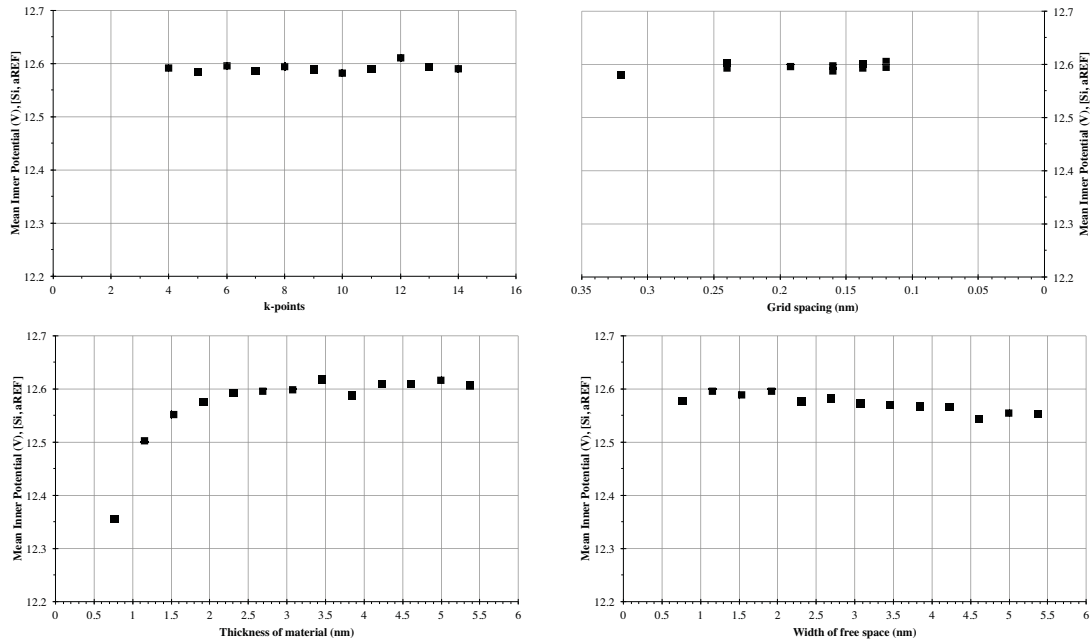 12.7
12.6
12.5
12.4
12.3
12.2
0 2 4 6 8 10 12 14 16
k-points
Mean Inner Potential (V), [Si, aREF]
12.7
12.6
12.5
12.4
12.3
12.2
0.35 0.3 0.25 0.2 0.15 0.1 0.05 0
Grid spacing (nm)
Mean Inner Potential (V), [Si, aREF]
12.7
12.6
12.5
12.4
12.3
12.2
0 0.5 1 1.5 2 2.5 3 3.5 4 4.5 5 5.5 6
Thickness of material (nm)
Mean Inner Potential (V), [Si, aREF]
12.7
12.6
12.5
12.4
12.3
12.2
0 0.5 1 1.5 2 2.5 3 3.5 4 4.5 5 5.5 6
Width of free space (nm)
Mean Inner Potential (V), [Si, aREF]